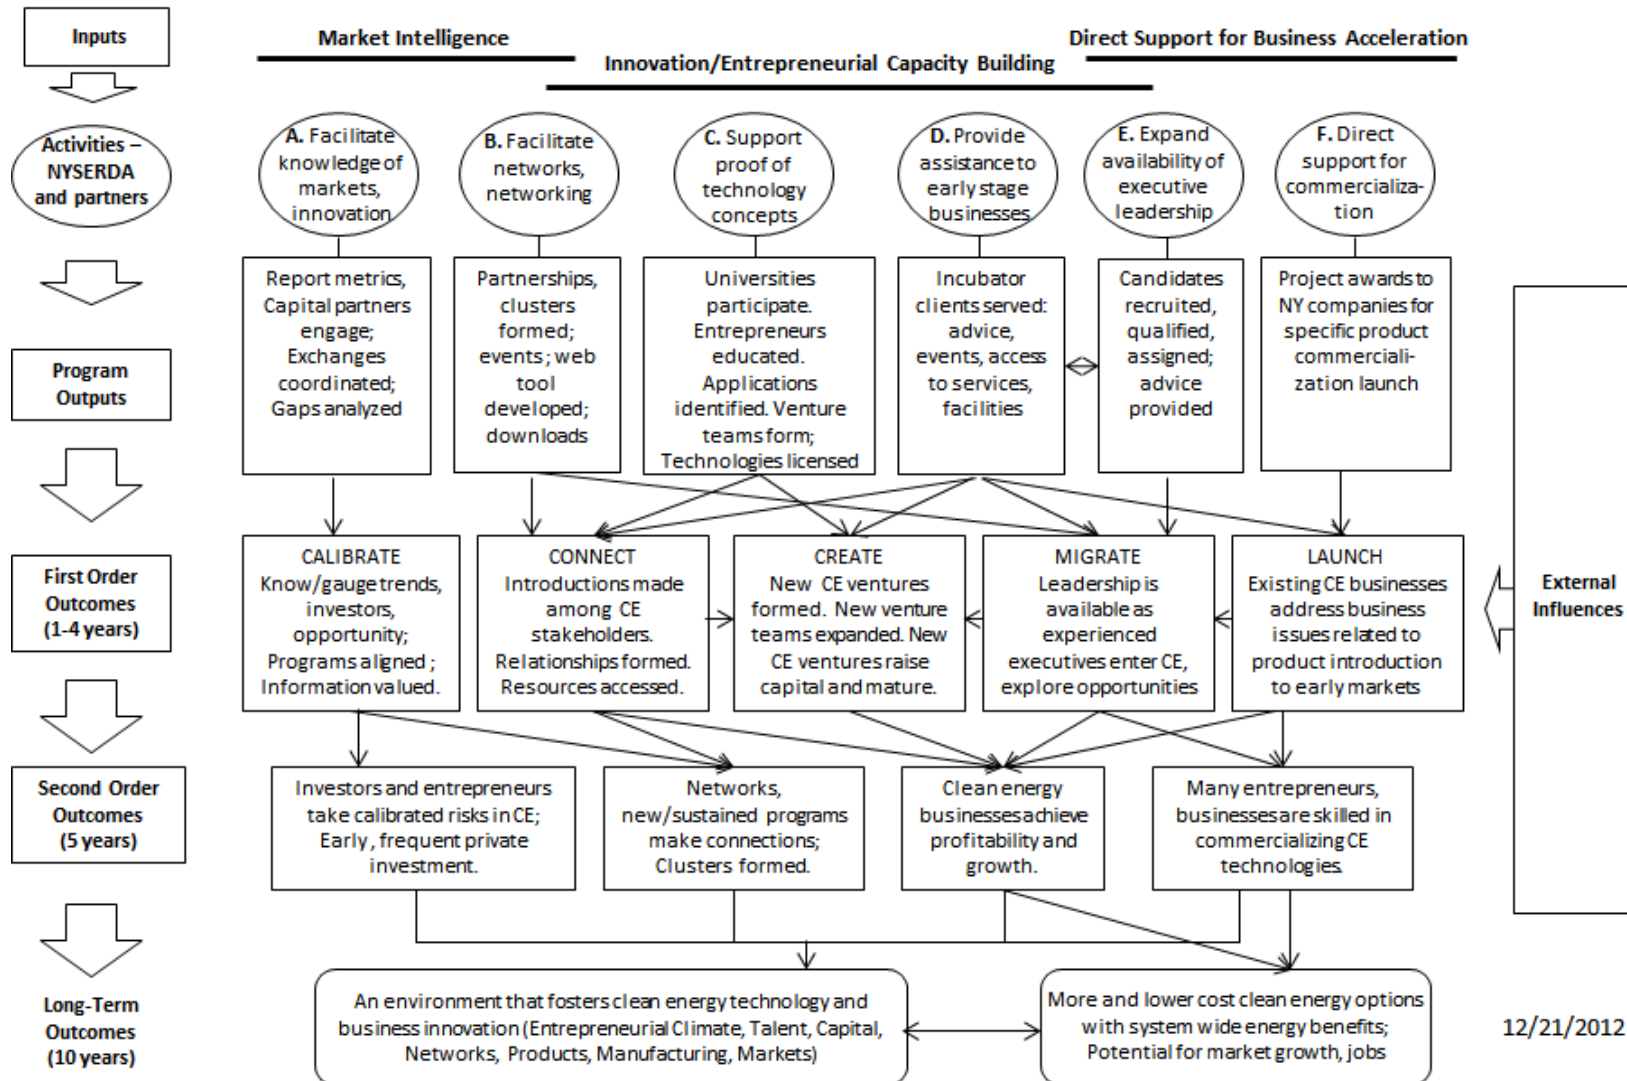 Inputs
Market Intelligence
Direct Support for Business Acceleration
Innovation/Entrepreneurial Capacity Building
Activities –
NYSERDA
and partners
A. Facilitate
knowledge of
markets,
innovation
B. Facilitate
networks,
networking
C. Support
proof of
technology
concepts
D. Provide
assistance to
early stage
businesses
E. Expand
availability of
executive
leadership
F. Direct
support for
commercializa-
tion
Program
Outputs
Report metrics,
Capital partners
engage;
Exchanges
coordinated;
Gaps analyzed
Partnerships,
clusters
formed;
events; web
tool
developed;
downloads
Universities
participate.
Entrepreneurs
educated.
Applications
identified. Venture
teams form;
Technologies licensed
Incubator
clients served:
advice,
events, access
to services,
facilities
Candidates
recruited,
qualified,
assigned;
advice
provided
Project awards to
NY companies for
specific product
commerciali-
zation launch
First Order
Outcomes
(1-4 years)
CALIBRATE
Know/gauge trends,
investors,
opportunity;
Programs aligned ;
Information valued.
CONNECT
Introductions made
among CE
stakeholders.
Relationships formed.
Resources accessed.
CREATE
New CE ventures
formed. New venture
teams expanded. New
CE ventures raise
capital and mature.
MIGRATE
Leadership is
available as
experienced
executives enter CE,
explore opportunities
LAUNCH
Existing CE businesses
address business
issues related to
product introduction
to early markets
External
Influences
Second Order
Outcomes
(5 years)
Investors and entrepreneurs
take calibrated risks in CE;
Early, frequent private
investment.
Networks,
new/sustained programs
make connections;
Clusters formed.
Clean energy
businesses achieve
profitability and
growth.
Many entrepreneurs,
businesses are skilled in
commercializing CE
technologies.
Long-Term
Outcomes
(10 years)
An environment that fosters clean energy technology and
business innovation (Entrepreneurial Climate, Talent, Capital,
Networks, Products, Manufacturing, Markets)
More and lower cost clean energy options
with system wide energy benefits;
Potential for market growth, jobs
12/21/2012